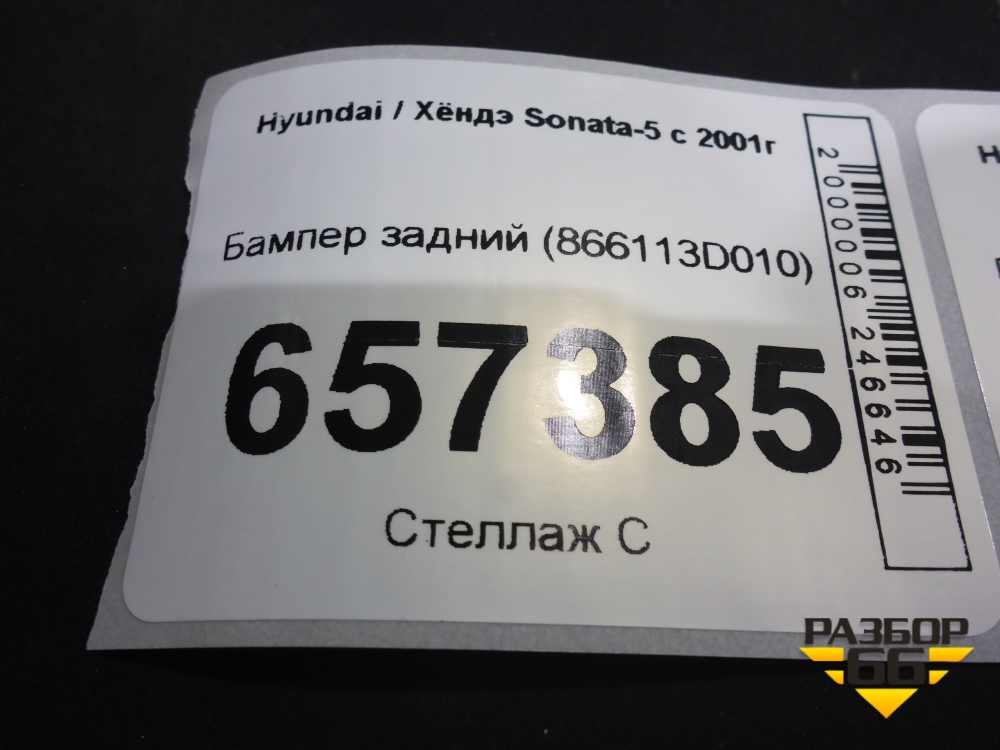 Hyundai / Хёндэ Sonata-5 с 2001г
Бампер задний (866113D010)
657385
Стеллаж С
2000006246646
Н
РАЗБОР
66